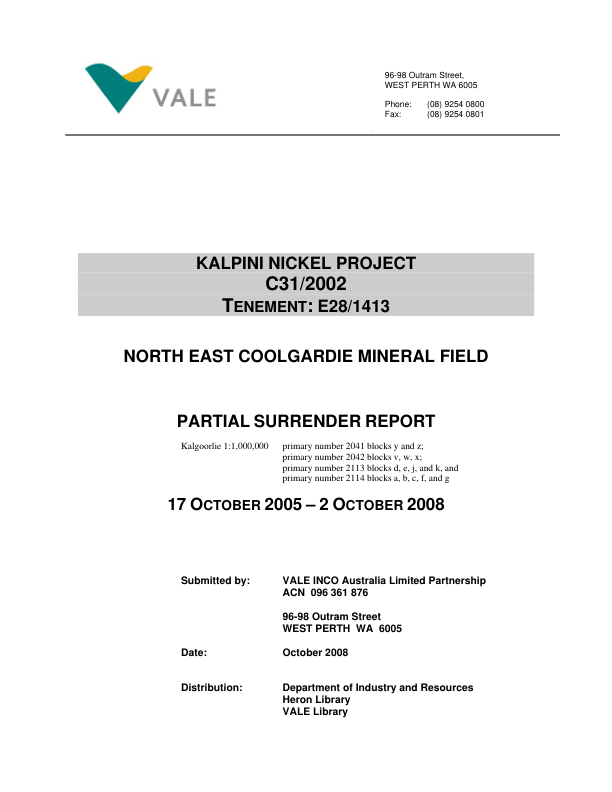 VALE
96-98 Outram Street,
WEST PERTH WA 6005
Phone: (08) 9254 0800
Fax: (08) 9254 0801
KALPINI NICKEL PROJECT
C31/2002
TENEMENT: E28/1413
NORTH EAST COOLGARDIE MINERAL FIELD
PARTIAL SURRENDER REPORT
Kalgoorlie 1:1,000,000 primary number 2041 blocks y and z;
primary number 2042 blocks v, w, x;
primary number 2113 blocks d, e, j, and k, and
primary number 2114 blocks a, b, c, f, and g
17 OCTOBER 2005 – 2 OCTOBER 2008
Submitted by: VALE INCO Australia Limited Partnership
ACN 096 361 876
96-98 Outram Street
WEST PERTH WA 6005
Date: October 2008
Distribution: Department of Industry and Resources
Heron Library
VALE Library